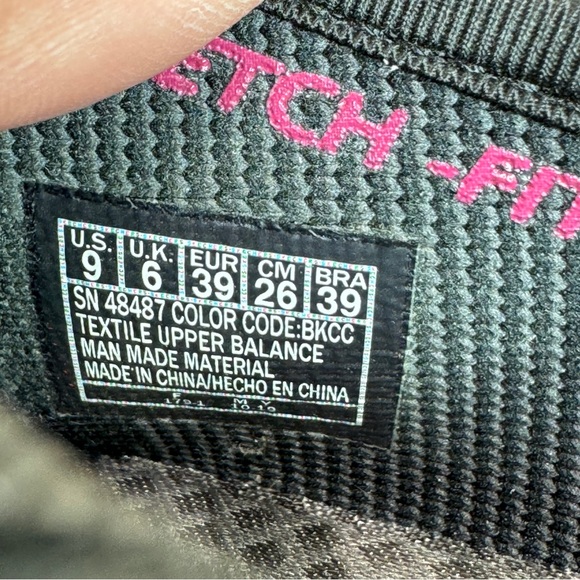 ETCH -FIT
U.S. U.K. EUR CM BRA
9 6 39 26 39
SN 48487 COLOR CODE:BKCC
TEXTILE UPPER BALANCE
MAN MADE MATERIAL
MADE IN CHINA/HECHO EN CHINA
F M Y